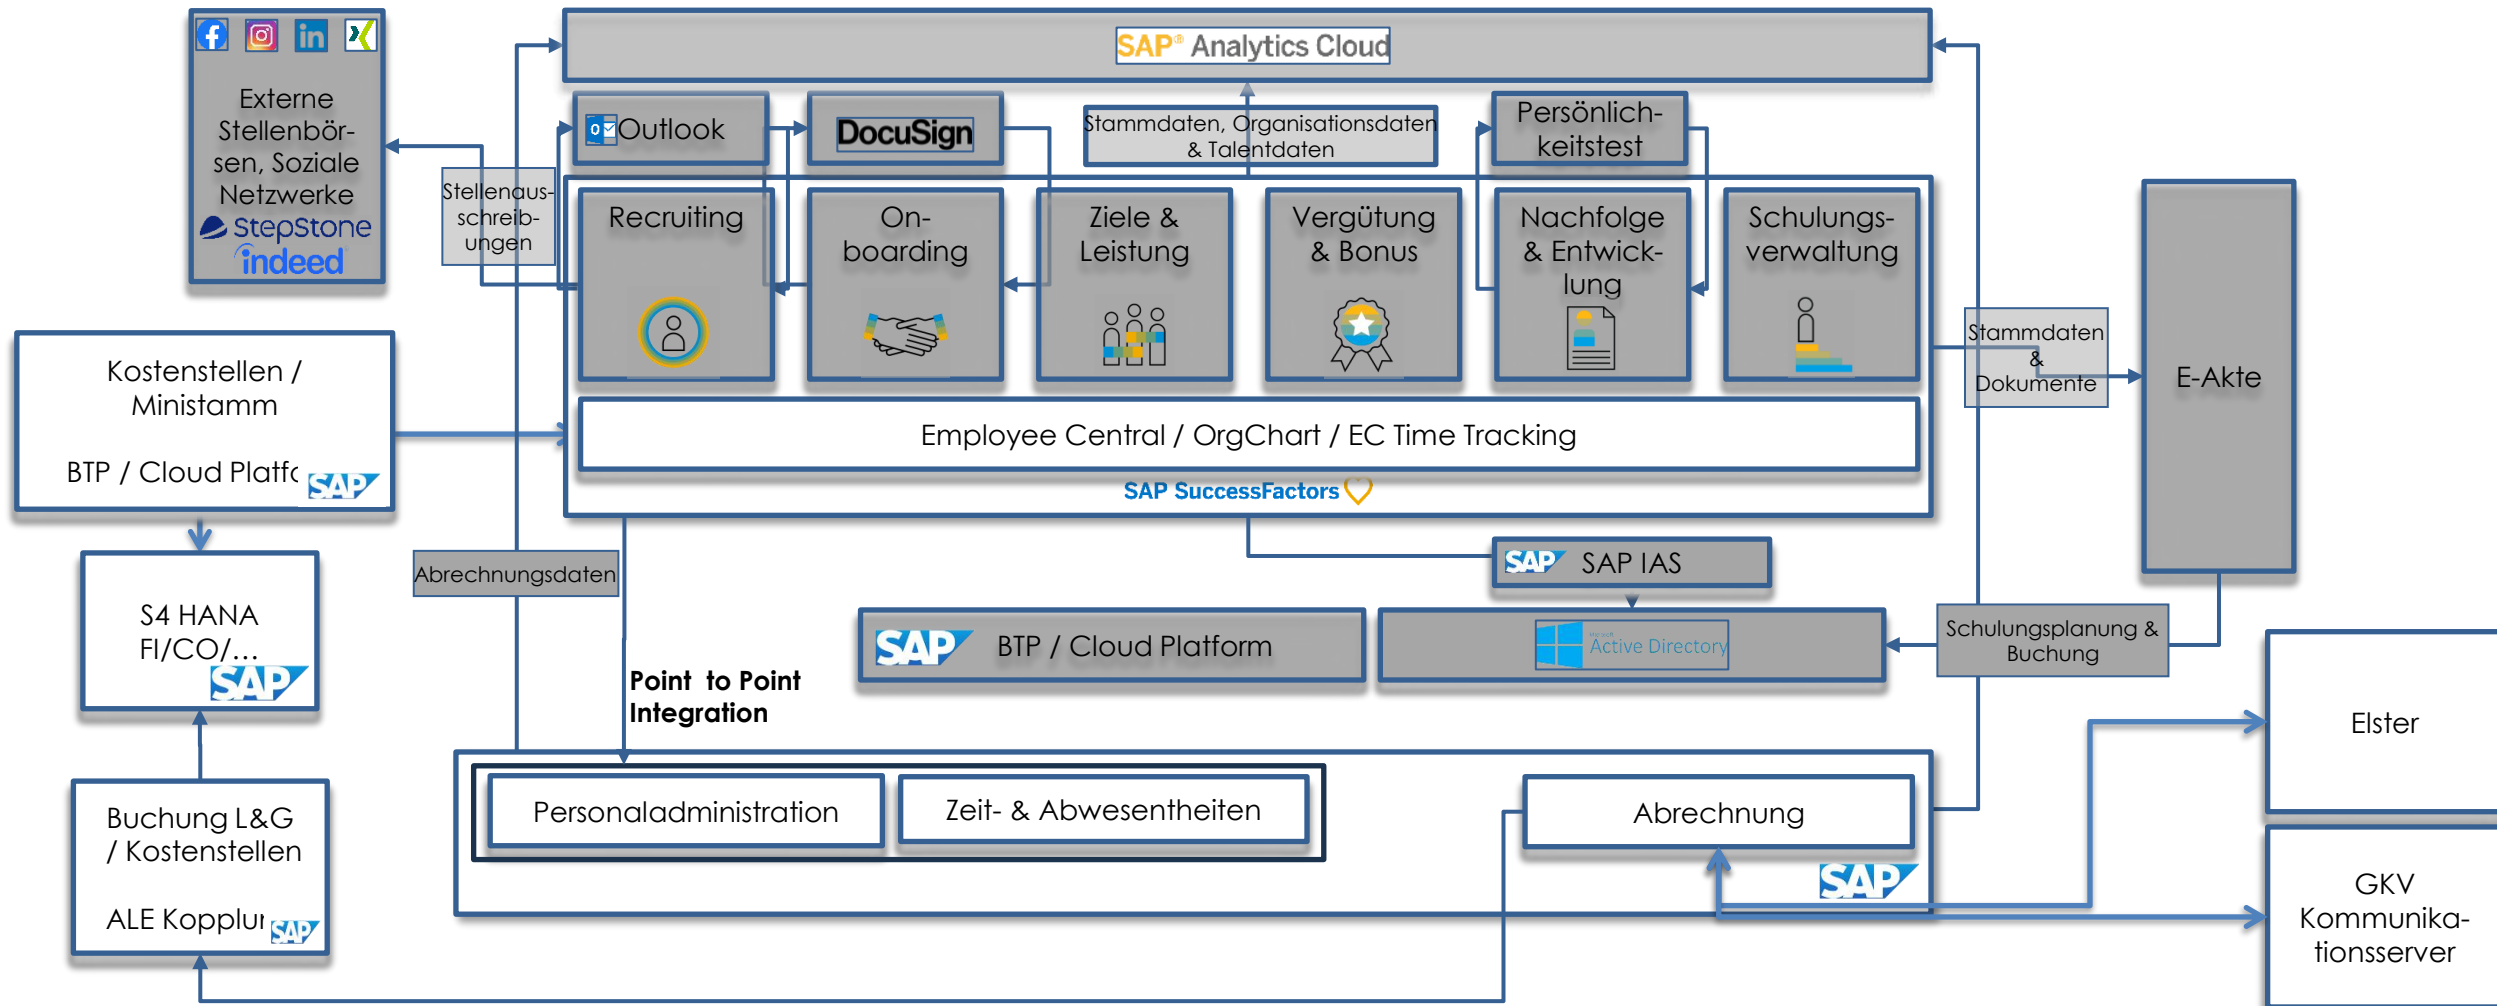 SAP® Analytics Cloud
Externe
Stellenbör-
sen, Soziale
Netzwerke
StepStone
indeed
Outlook
DocuSign
Stammdaten, Organisationsdaten
& Talentdaten
Persönlich-
keitstest
Stellenaus-
schreib-
ungen
Recruiting
On-
boarding
Ziele &
Leistung
Vergütung
& Bonus
Nachfolge
& Entwick-
lung
Schulungs-
verwaltung
Stammdaten
&
Dokumente
E-Akte
Kostenstellen /
Ministamm
BTP / Cloud Platfo
SAP
Employee Central / OrgChart / EC Time Tracking
SAP SuccessFactors
Abrechnungsdaten
SAP
SAP IAS
S4 HANA
FI/CO/...
SAP
SAP
BTP / Cloud Platform
Active Directory
Schulungsplanung &
Buchung
Point to Point
Integration
Elster
Personaladministration
Zeit- & Abwesentheiten
Abrechnung
SAP
Buchung L&G
/ Kostenstellen
ALE Kopplu
SAP
GKV
Kommunika-
tionsserver